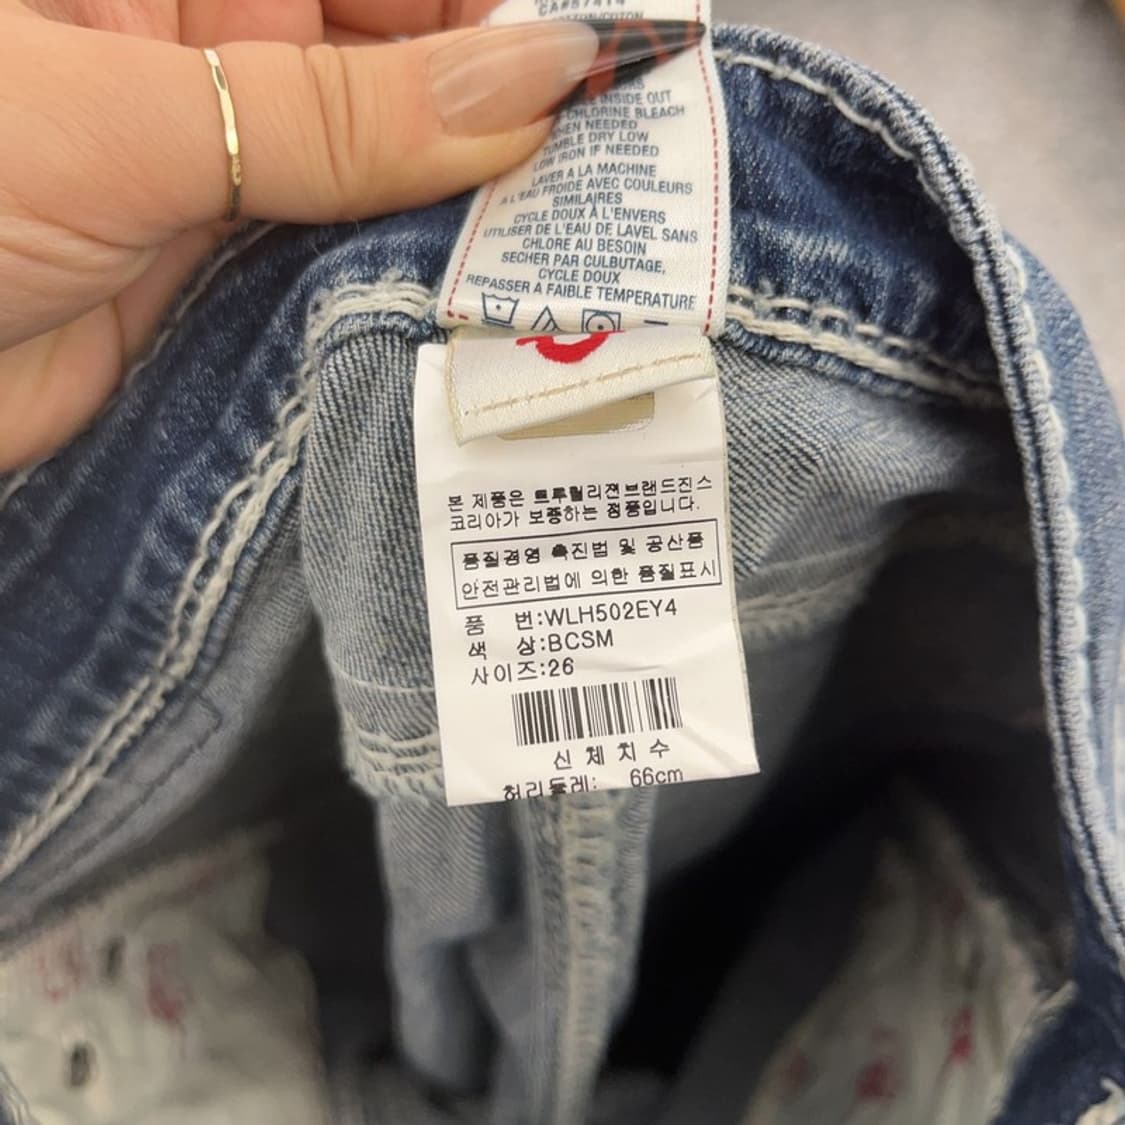 CA#57414
INSIDE OUT
CHLORINE BLEACH
WHEN NEEDED
TUMBLE DRY LOW
LOW IRON IF NEEDED
LAVER A LA MACHINE
A L'EAU FROIDE AVEC COULEURS
SIMILAIRES
CYCLE DOUX À L'ENVERS
UTILISER DE L'EAU DE LAVEL SANS
CHLORE AU BESOIN
SECHER PAR CULBUTAGE,
CYCLE DOUX
REPASSER A FAIBLE TEMPERATURE
본 제품은 트루릴리젼브랜드진스
코리아가 보증하는 정품입니다.
품질경영 촉진법 및 공산품
안전관리법에 의한 품질표시
품 번:WLH502EY4
색 상:BCSM
사이즈:26
신 체 치 수
허리둘레: 66cm